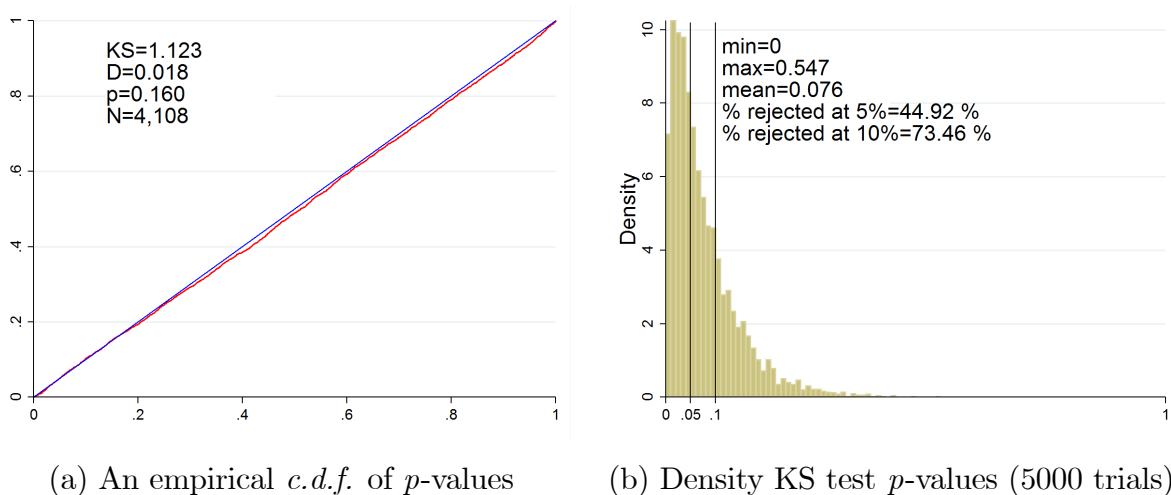 1
.8
.6
.4
.2
0
KS=1.123
D=0.018
p=0.160
N=4,108
0
.2
.4
.6
.8
1
(a) An empirical c.d.f. of p-values
10
8
6
4
2
0
Density
min=0
max=0.547
mean=0.076
% rejected at 5%=44.92 %
% rejected at 10%=73.46 %
0
.05
.1
1
(b) Density KS test p-values (5000 trials)